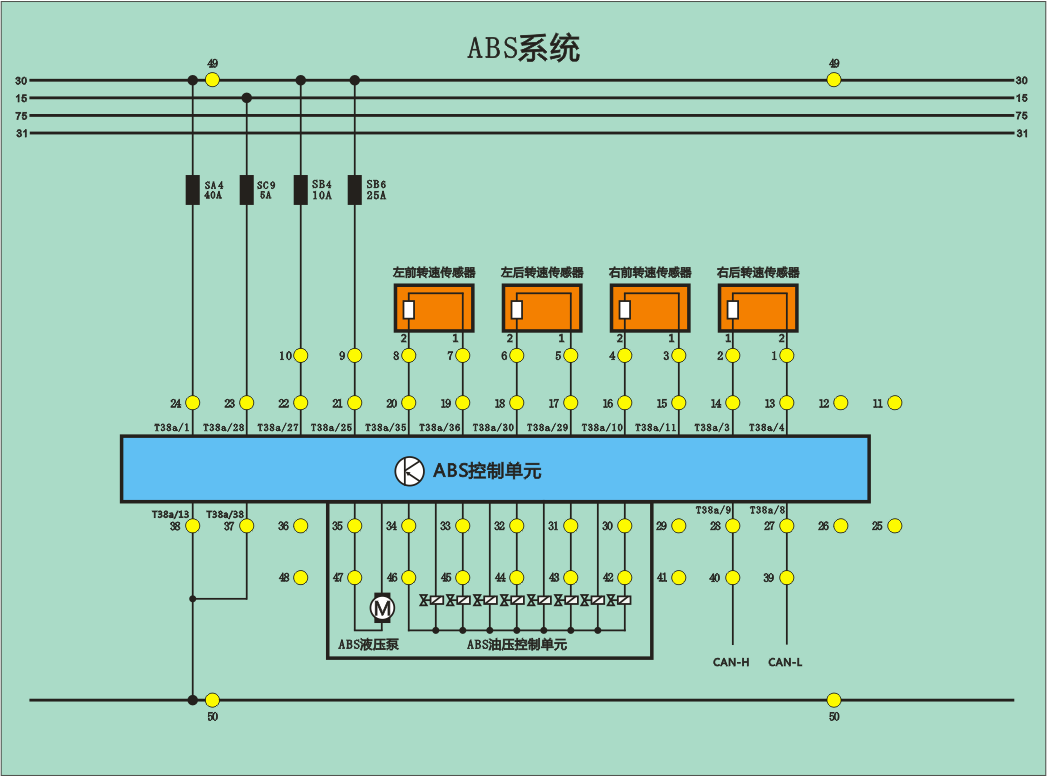 ABS系统
49 49
30 30
15 15
75 75
31 31
SA4 SC9 SB4 SB6
40A 5A 10A 25A
左前转速传感器 左后转速传感器 右前转速传感器 右后转速传感器
2 1 2 1 2 1 2 1
10 9 8 7 6 5 4 3 2 1
24 23 22 21 20 19 18 17 16 15 14 13 12 11
T38a/1 T38a/28 T38a/27 T38a/26 T38a/35 T38a/36 T38a/30 T38a/29 T38a/10 T38a/11 T38a/3 T38a/4
ABS控制单元
T38a/13 T38a/38 T38a/9 T38a/8
38 37 36 35 34 33 32 31 30 29 28 27 26 25
48 47 46 45 44 43 42 41 40 39
M
ABS液压泵 ABS油压控制单元
CAN-H CAN-L
50 50